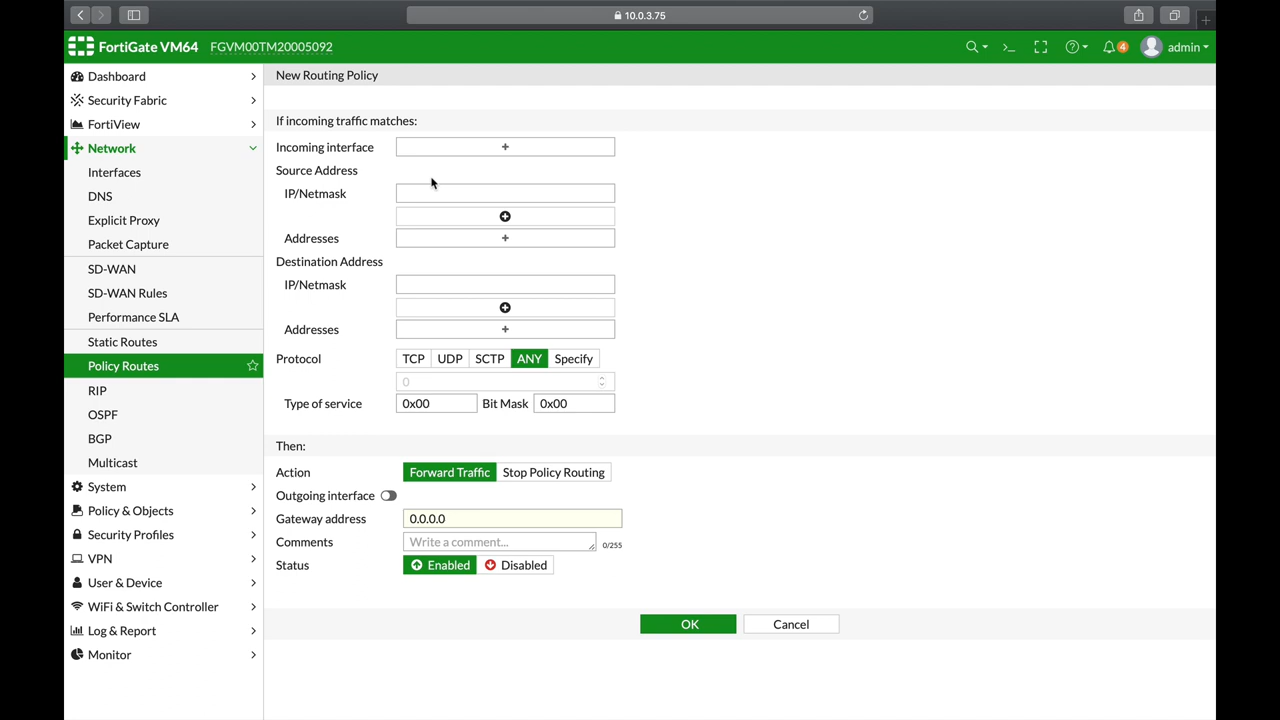 10.0.3.75
FortiGate VM64 FGVM00TM20005092
>_ 4 admin
Dashboard
Security Fabric
FortiView
Network
Interfaces
DNS
Explicit Proxy
Packet Capture
SD-WAN
SD-WAN Rules
Performance SLA
Static Routes
Policy Routes
RIP
OSPF
BGP
Multicast
System
Policy & Objects
Security Profiles
VPN
User & Device
WiFi & Switch Controller
Log & Report
Monitor
New Routing Policy
If incoming traffic matches:
Incoming interface +
Source Address
IP/Netmask
Addresses +
Destination Address
IP/Netmask
Addresses +
Protocol TCP UDP SCTP ANY Specify
0
Type of service 0x00 Bit Mask 0x00
Then:
Action Forward Traffic Stop Policy Routing
Outgoing interface
Gateway address 0.0.0.0
Comments Write a comment... 0/255
Status Enabled Disabled
OK Cancel